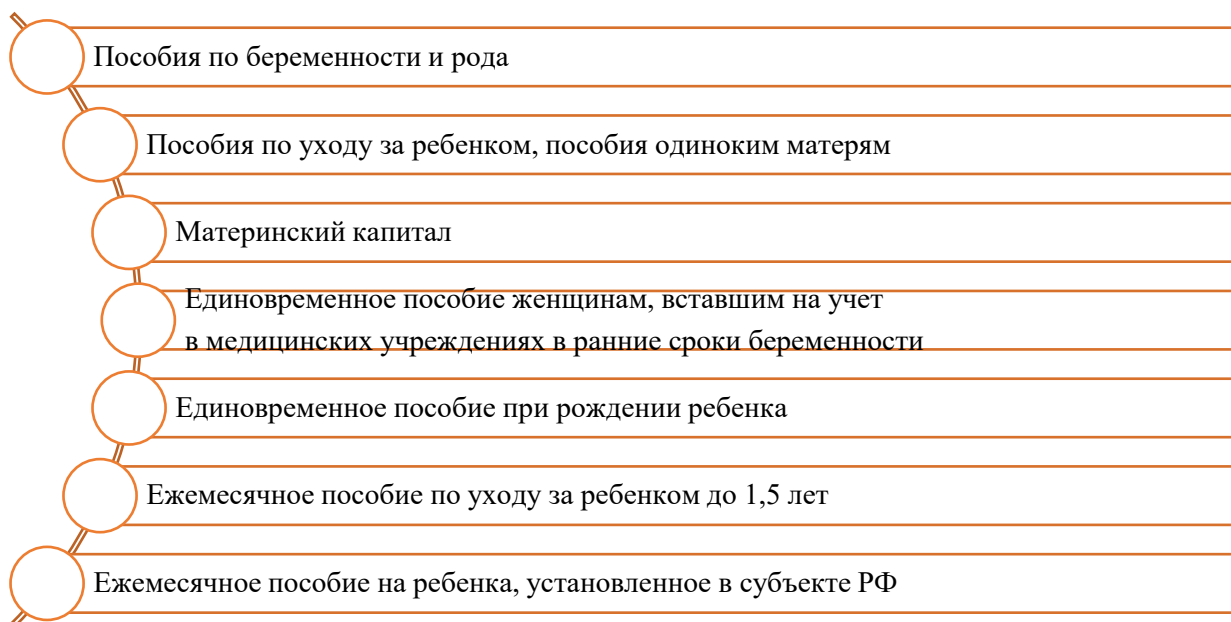 Пособия по беременности и рода
Пособия по уходу за ребенком, пособия одиноким матерям
Материнский капитал
Единовременное пособие женщинам, вставшим на учет
в медицинских учреждениях в ранние сроки беременности
Единовременное пособие при рождении ребенка
Ежемесячное пособие по уходу за ребенком до 1,5 лет
Ежемесячное пособие на ребенка, установленное в субъекте РФ